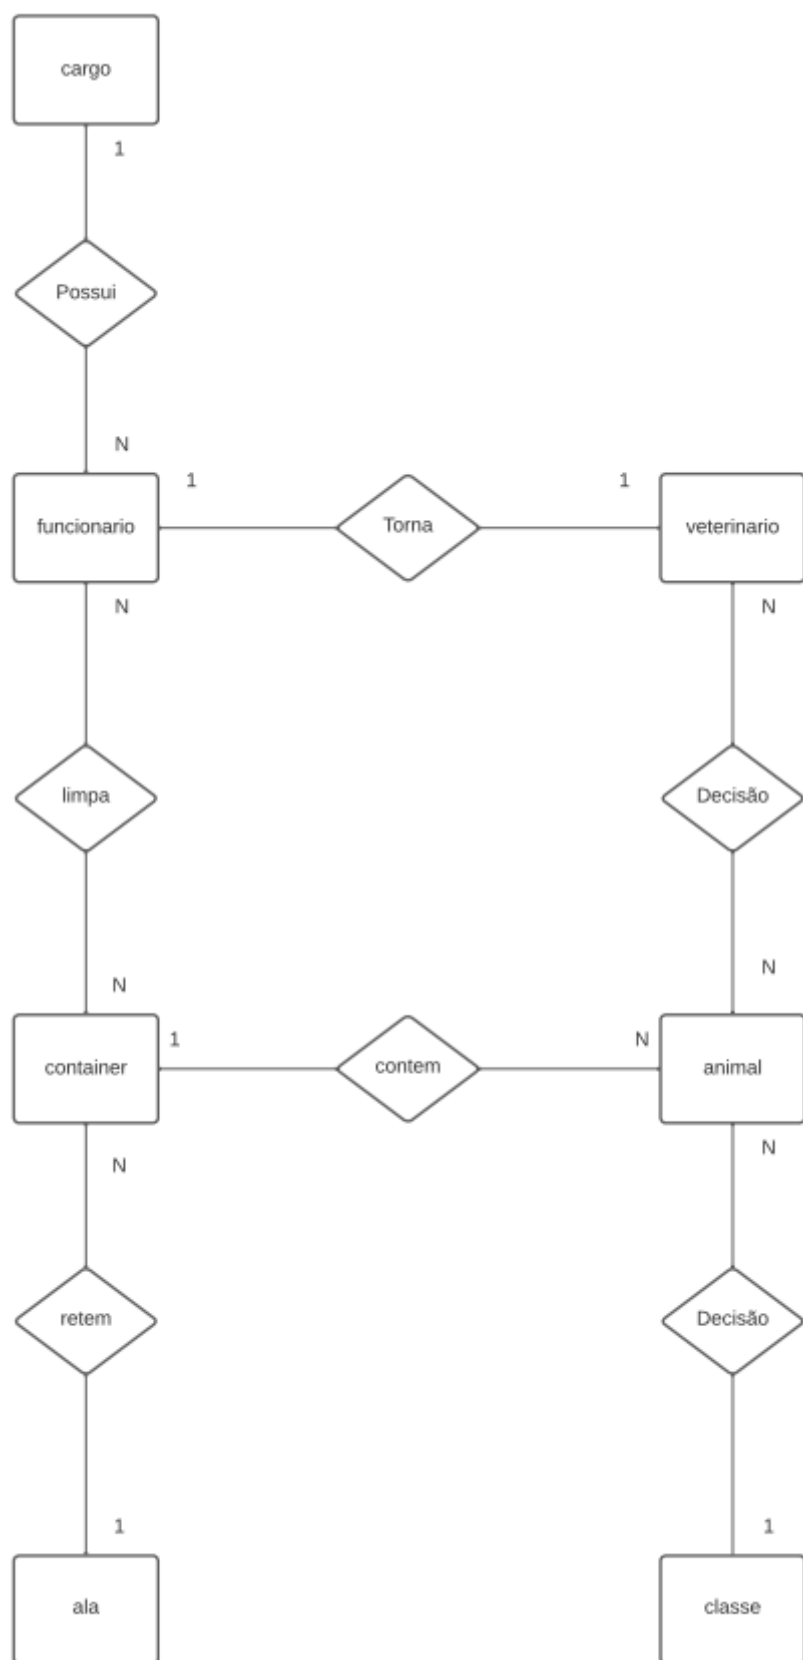 cargo
1
Possui
N
funcionario
1
Torna
1
veterinario
N
N
limpa
Decisão
N
N
container
1
contem
N
animal
N
N
retem
Decisão
1
1
ala
classe